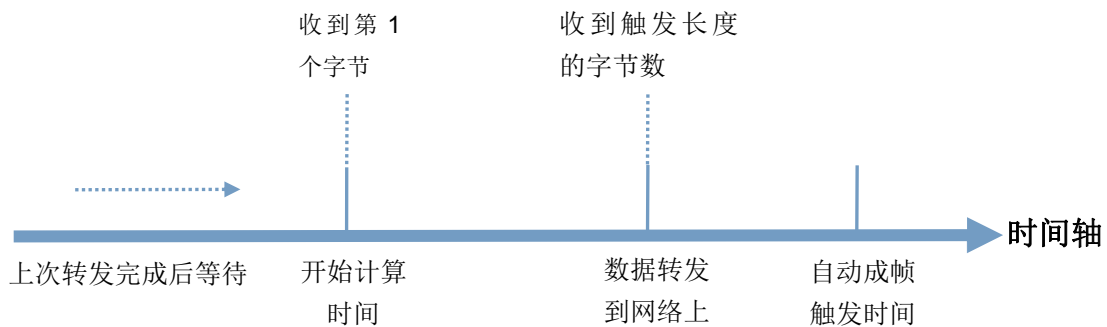 收到第 1
个字节
收到触发长度
的字节数
时间轴
上次转发完成后等待
开始计算
时间
数据转发
到网络上
自动成帧
触发时间